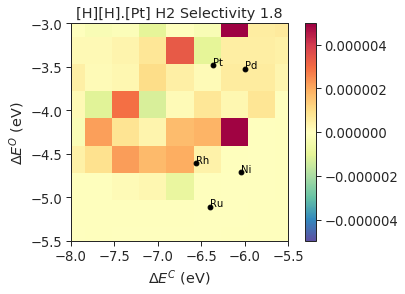 [H][H].[Pt] H2 Selectivity 1.8
−3.0
−3.5
−4.0
−4.5
−5.0
−5.5
ΔE^O (eV)
Pt
Pd
Rh
Ni
Ru
−8.0 −7.5 −7.0 −6.5 −6.0 −5.5
ΔE^C (eV)
0.000004
0.000002
0.000000
−0.000002
−0.000004